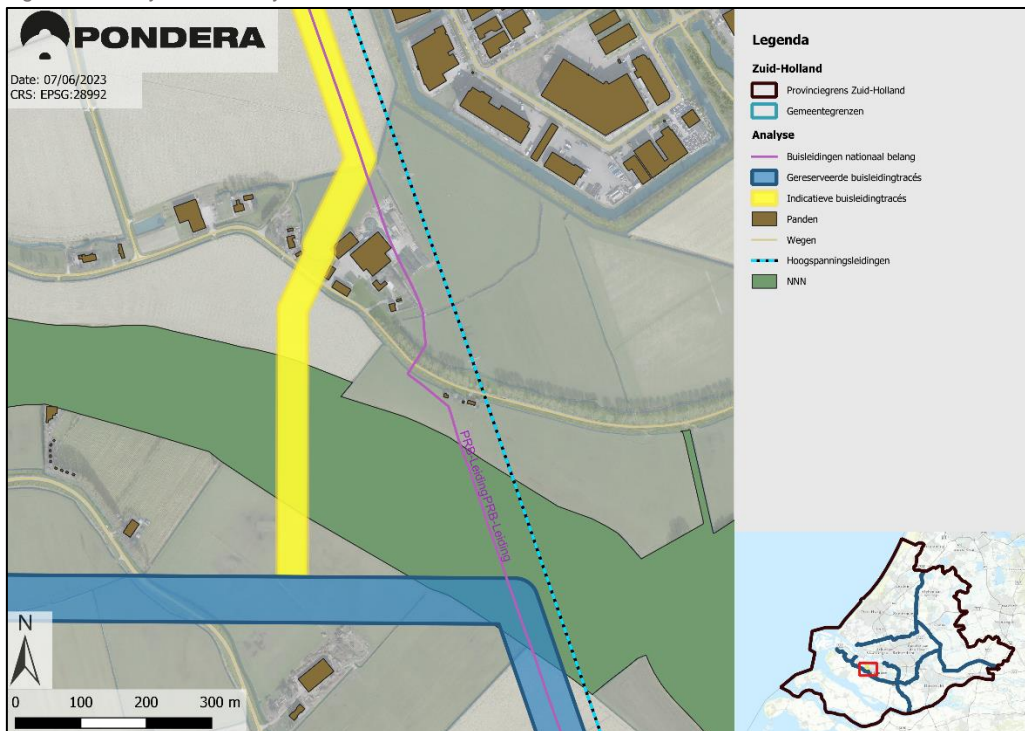 PONDERA
Date: 07/06/2023
CRS: EPSG:28992
PRB-Leiding
PRB-Leiding
N
0 100 200 300 m
Legenda
Zuid-Holland
Provinciegrens Zuid-Holland
Gemeentegrenzen
Analyse
Buisleidingen nationaal belang
Gereserveerde buisleidingtracés
Indicatieve buisleidingtracés
Panden
Wegen
Hoogspanningsleidingen
NNN